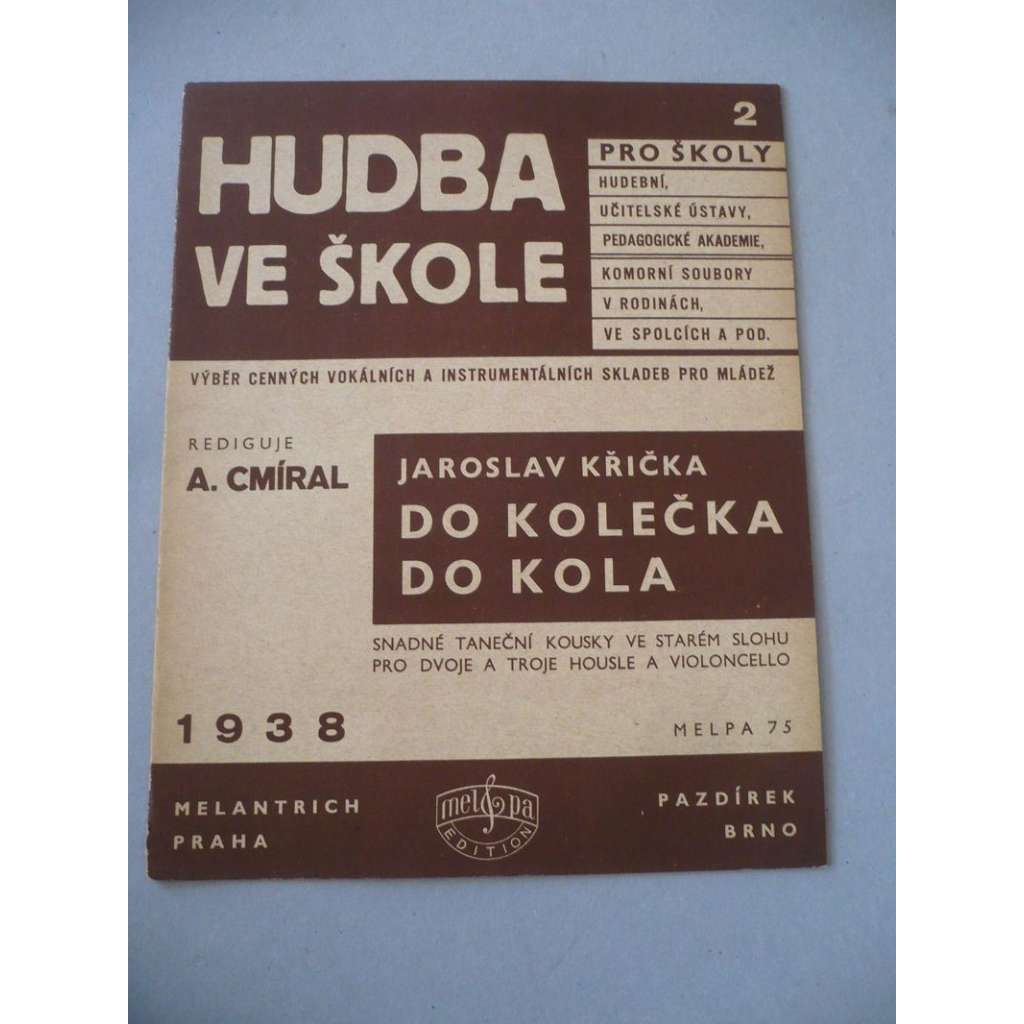 2
HUDBA
VE ŠKOLE
PRO ŠKOLY
HUDEBNÍ,
UČITELSKÉ ÚSTAVY,
PEDAGOGICKÉ AKADEMIE,
KOMORNÍ SOUBORY
V RODINÁCH,
VE SPOLCÍCH A POD.
VÝBĚR CENNÝCH VOKÁLNÍCH A INSTRUMENTÁLNÍCH SKLADEB PRO MLÁDEŽ
REDIGUJE
A. CMÍRAL
JAROSLAV KŘIČKA
DO KOLEČKA
DO KOLA
SNADNÉ TANEČNÍ KOUSKY VE STARÉM SLOHU
PRO DVOJE A TROJE HOUSLE A VIOLONCELLO
1938
MELPA 75
MELANTRICH
PRAHA
mel pa
EDITION
PAZDÍREK
BRNO